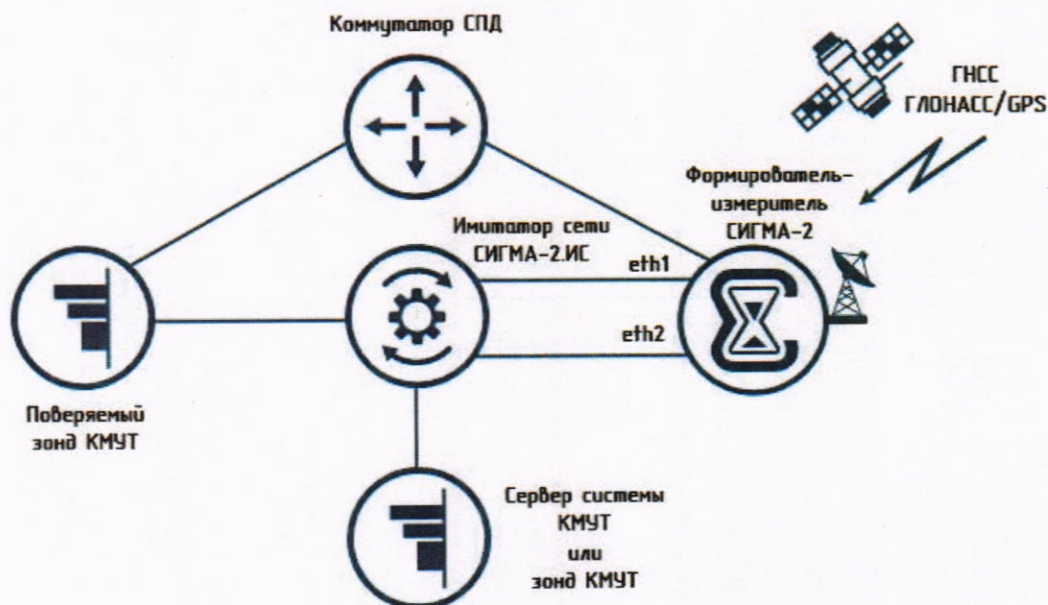 Коммутатор СПД
ГНСС
ГЛОНАСС/GPS
Формирователь-
измеритель
СИГМА-2
Имитатор сети
СИГМА-2.ИС
eth1
eth2
Поверяемый
зонд КМУТ
Сервер системы
КМУТ
или
зонд КМУТ